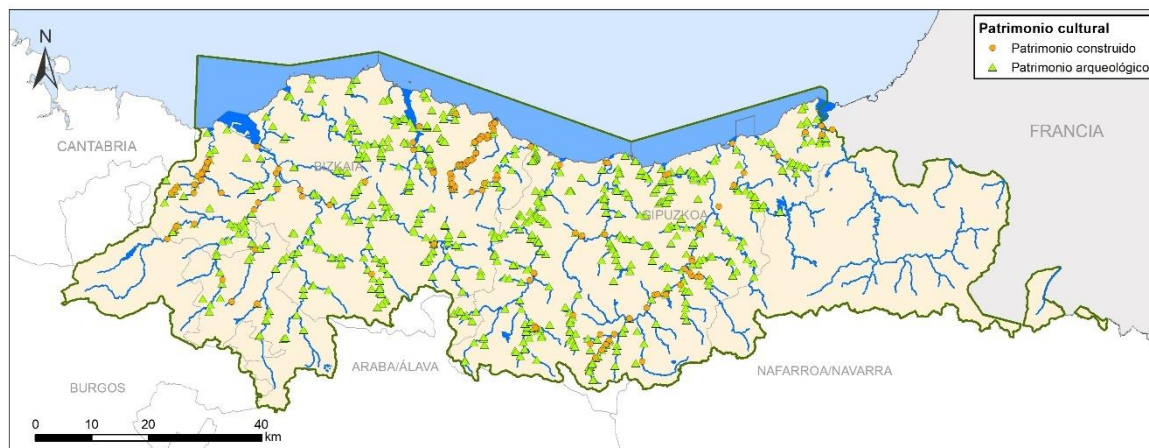 Patrimonio cultural
Patrimonio construido
Patrimonio arqueológico
N
FRANCIA
CANTABRIA
BIZKAIA
GIPUZKOA
ARABA/ÁLAVA
NAFARROA/NAVARRA
BURGOS
0 10 20 40
km